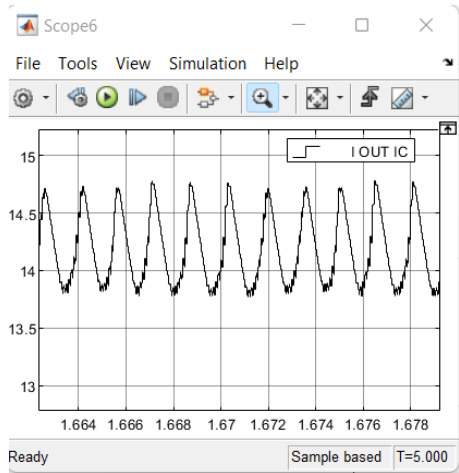 Scope6
File Tools View Simulation Help
I OUT IC
15
14.5
14
13.5
13
1.664 1.666 1.668 1.67 1.672 1.674 1.676 1.678
Ready Sample based T=5.000